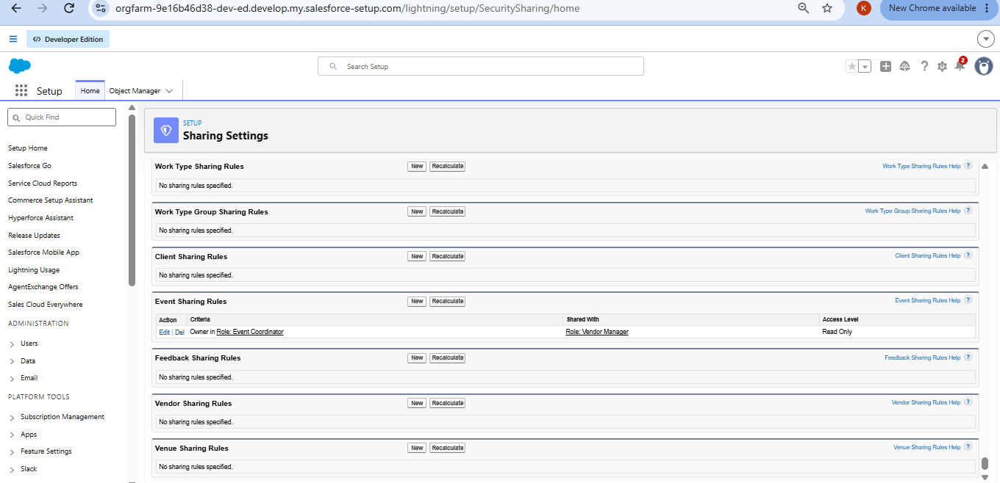 orgfarm-9e16b46d38-dev-ed.develop.my.salesforce-setup.com/lightning/setup/SecuritySharing/home
K
New Chrome available
Developer Edition
Search Setup
2
Setup
Home
Object Manager
Quick Find
Setup Home
Salesforce Go
Service Cloud Reports
Commerce Setup Assistant
Hyperforce Assistant
Release Updates
Salesforce Mobile App
Lightning Usage
AgentExchange Offers
Sales Cloud Everywhere
ADMINISTRATION
Users
Data
Email
PLATFORM TOOLS
Subscription Management
Apps
Feature Settings
Slack
SETUP
Sharing Settings
Work Type Sharing Rules New Recalculate Work Type Sharing Rules Help ?
No sharing rules specified.
Work Type Group Sharing Rules New Recalculate Work Type Group Sharing Rules Help ?
No sharing rules specified.
Client Sharing Rules New Recalculate Client Sharing Rules Help ?
No sharing rules specified.
Event Sharing Rules New Recalculate Event Sharing Rules Help ?
Action Criteria Shared With Access Level
Edit | Del Owner in Role: Event Coordinator Role: Vendor Manager Read Only
Feedback Sharing Rules New Recalculate Feedback Sharing Rules Help ?
No sharing rules specified.
Vendor Sharing Rules New Recalculate Vendor Sharing Rules Help ?
No sharing rules specified.
Venue Sharing Rules New Recalculate Venue Sharing Rules Help ?
No sharing rules specified.